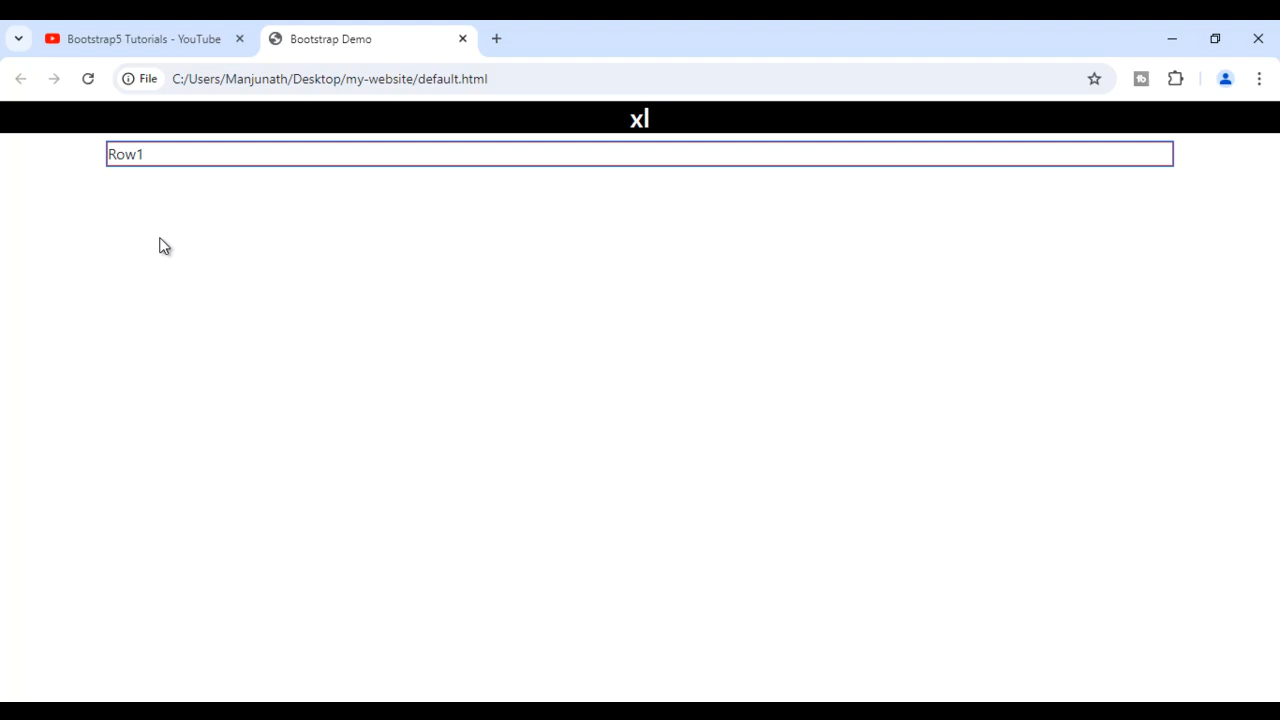 Bootstrap5 Tutorials - YouTube
Bootstrap Demo
File
C:/Users/Manjunath/Desktop/my-website/default.html
xl
Row1